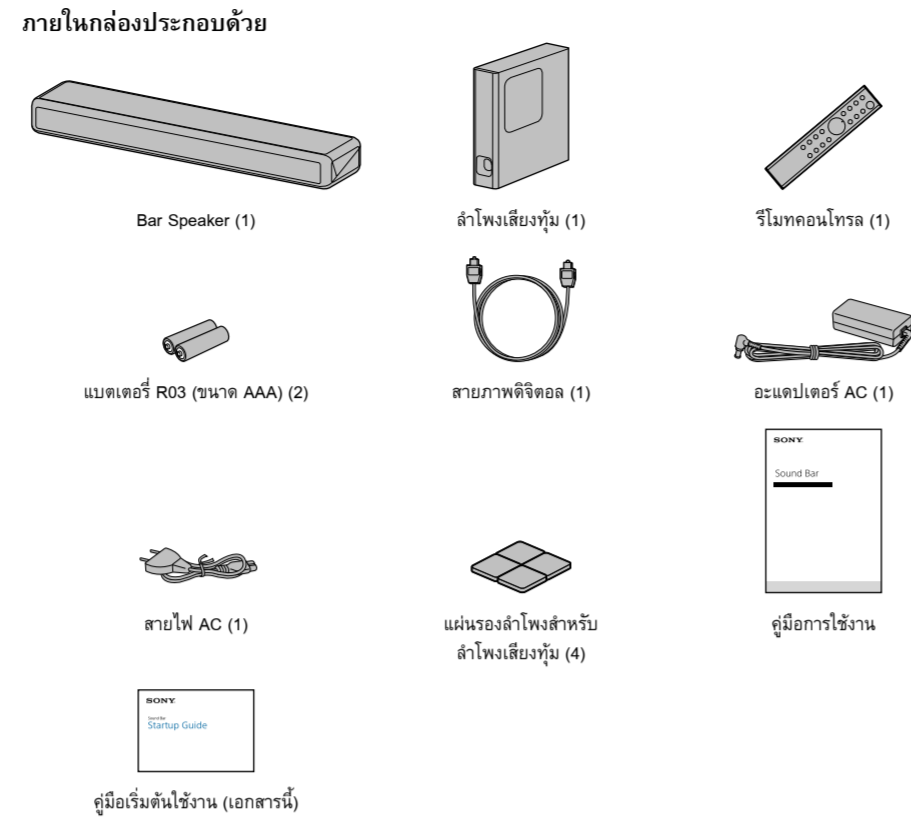 ภายในกล่องประกอบด้วย
Bar Speaker (1)
ลำโพงเสียงทุ้ม (1)
รีโมทคอนโทรล (1)
แบตเตอรี่ R03 (ขนาด AAA) (2)
สายภาพดิจิตอล (1)
อะแดปเตอร์ AC (1)
สายไฟ AC (1)
แผ่นรองลำโพงสำหรับ
ลำโพงเสียงทุ้ม (4)
SONY
Sound Bar
คู่มือการใช้งาน
SONY
Sound Bar
Startup Guide
คู่มือเริ่มต้นใช้งาน (เอกสารนี้)